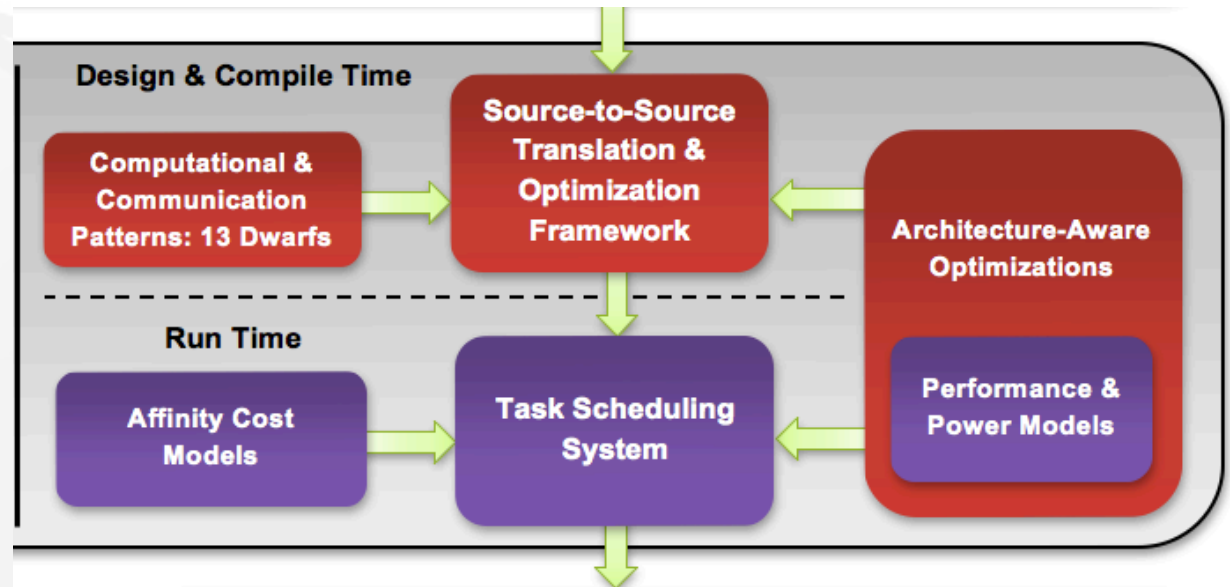 Design & Compile Time
Source-to-Source
Translation &
Optimization
Framework
Computational &
Communication
Patterns: 13 Dwarfs
Architecture-Aware
Optimizations
Run Time
Affinity Cost
Models
Task Scheduling
System
Performance &
Power Models